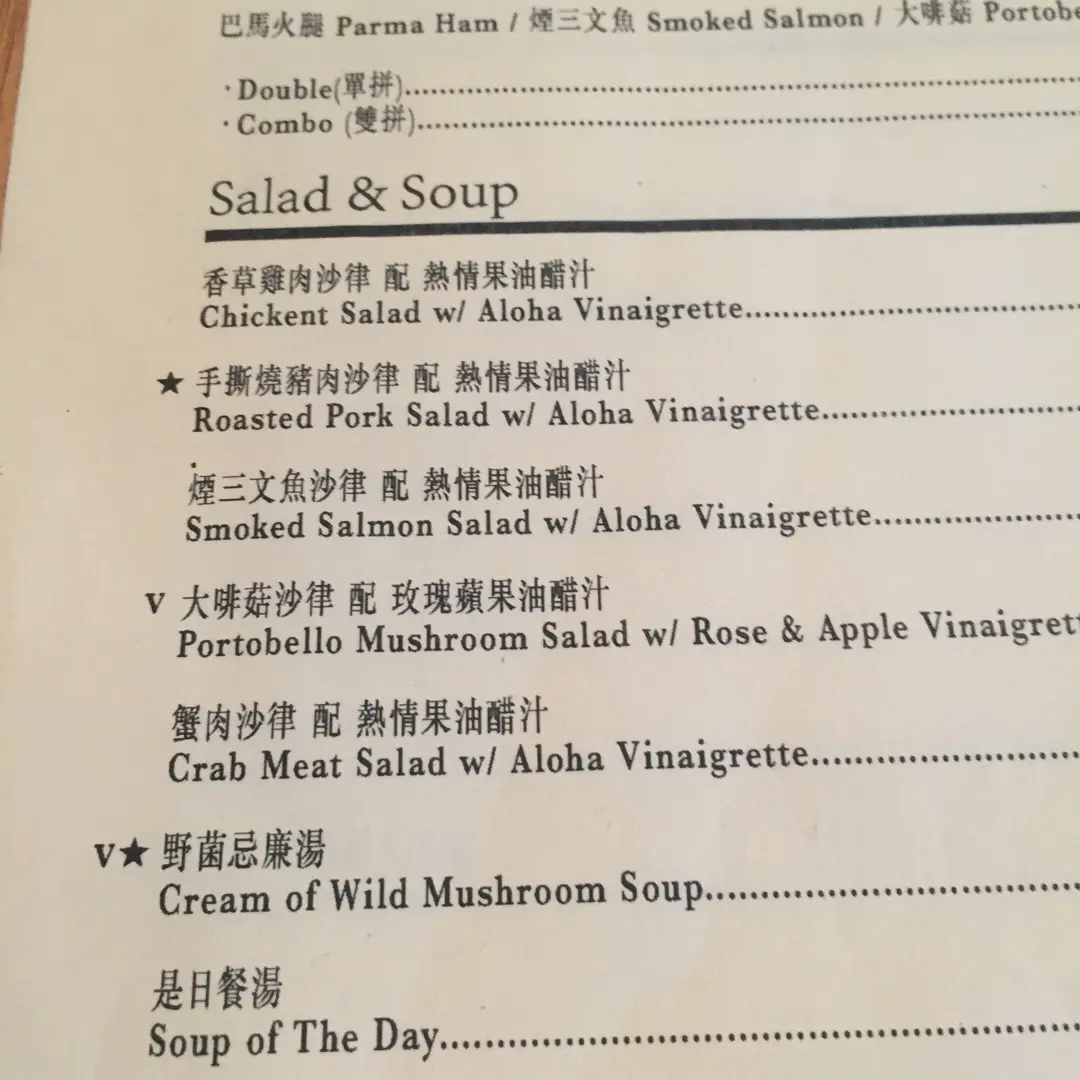 巴馬火腿 Parma Ham / 煙三文魚 Smoked Salmon / 大啡菇
· Double(單拼)........................................................
· Combo (雙拼)........................................................
Salad & Soup
香草雞肉沙律 配 熱情果油醋汁
Chickent Salad w/ Aloha Vinaigrette...................................
★ 手撕燒豬肉沙律 配 熱情果油醋汁
Roasted Pork Salad w/ Aloha Vinaigrette...........................
煙三文魚沙律 配 熱情果油醋汁
Smoked Salmon Salad w/ Aloha Vinaigrette.....................
V 大啡菇沙律 配 玫瑰蘋果油醋汁
Portobello Mushroom Salad w/ Rose & Apple
蟹肉沙律 配 熱情果油醋汁
Crab Meat Salad w/ Aloha Vinaigrette...........................
V★ 野菌忌廉湯
Cream of Wild Mushroom Soup.....................................
是日餐湯
Soup of The Day................................................................